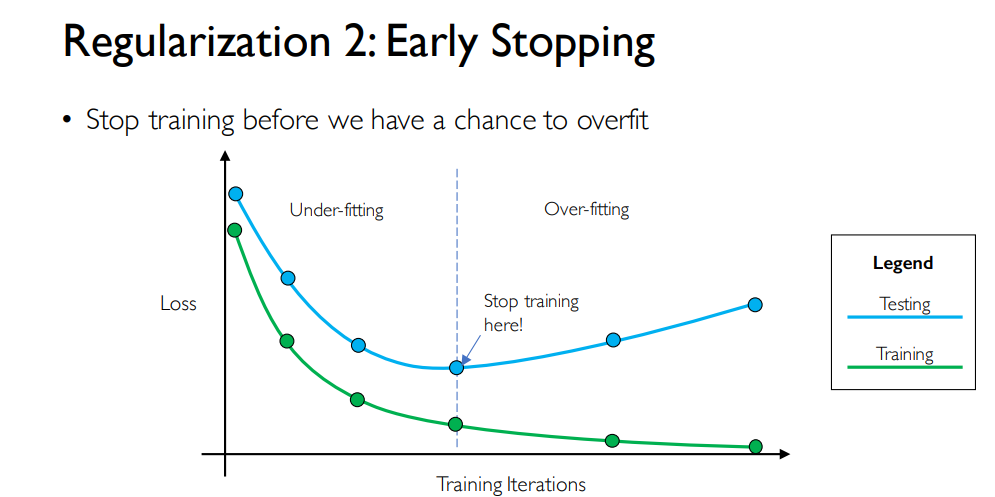 Regularization 2: Early Stopping
• Stop training before we have a chance to overfit
Under-fitting
Over-fitting
Loss
Stop training
here!
Legend
Testing
Training
Training Iterations